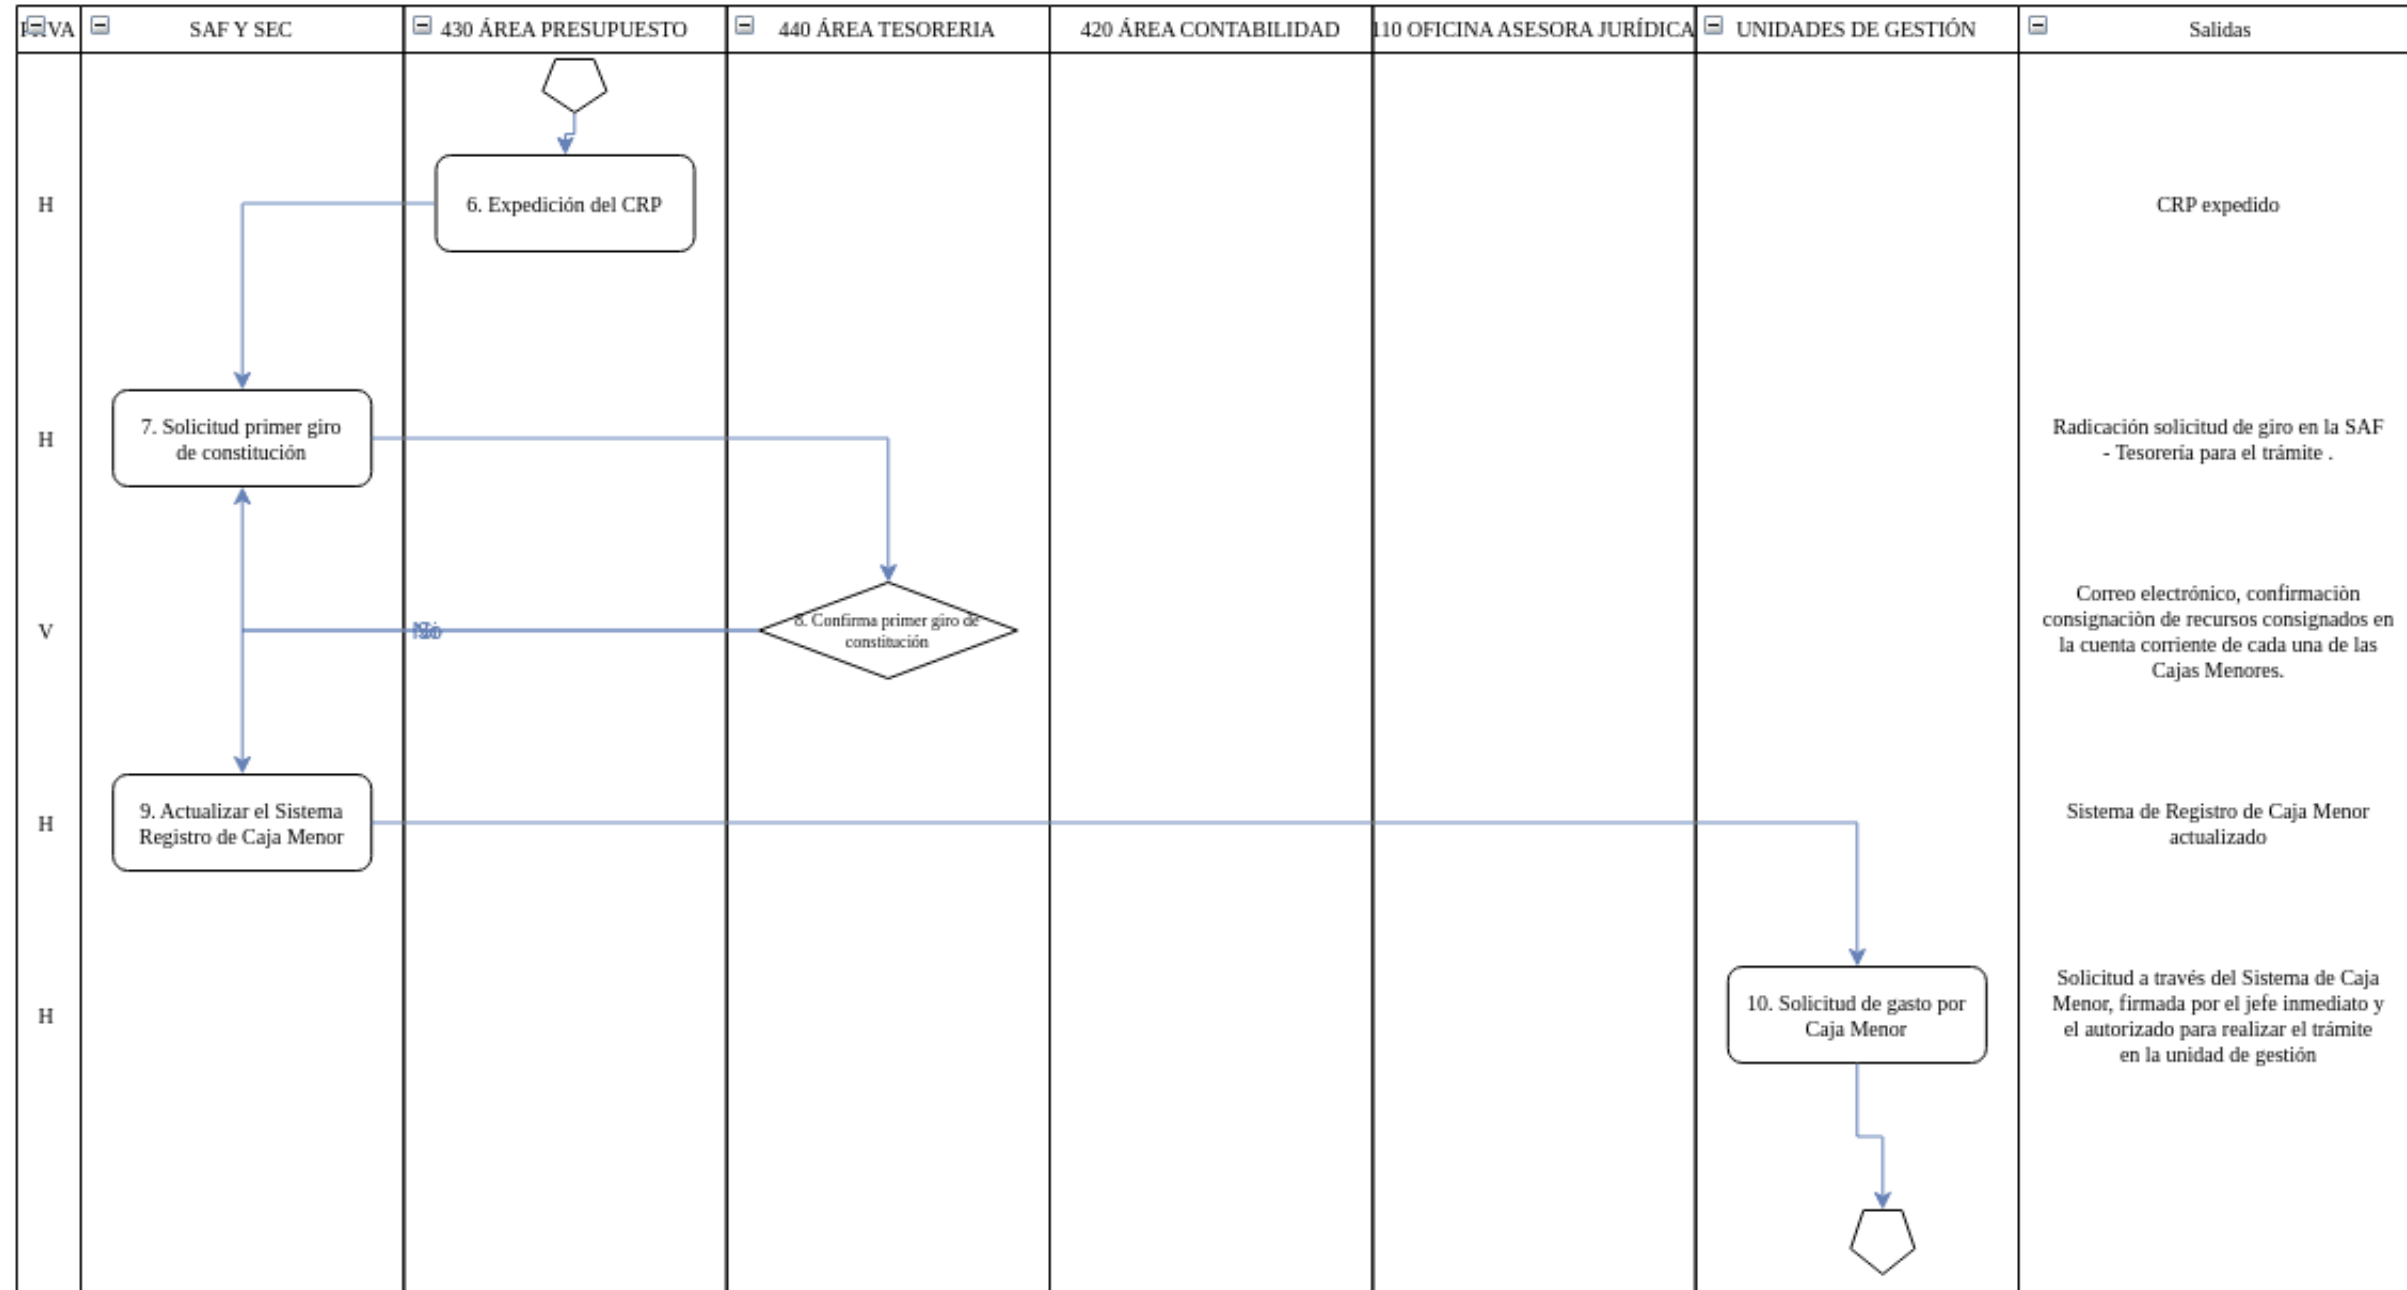 SAF Y SEC
430 ÁREA PRESUPUESTO
440 ÁREA TESORERIA
420 ÁREA CONTABILIDAD
110 OFICINA ASESORA JURÍDICA
UNIDADES DE GESTIÓN
Salidas
H
6. Expedición del CRP
CRP expedido
H
7. Solicitud primer giro
de constitución
Radicación solicitud de giro en la SAF
- Tesorería para el trámite .
V
8. Confirma primer giro de
constitución
Correo electrónico, confirmaciòn
consignaciòn de recursos consignados en
la cuenta corriente de cada una de las
Cajas Menores.
H
9. Actualizar el Sistema
Registro de Caja Menor
Sistema de Registro de Caja Menor
actualizado
H
10. Solicitud de gasto por
Caja Menor
Solicitud a través del Sistema de Caja
Menor, firmada por el jefe inmediato y
el autorizado para realizar el trámite
en la unidad de gestión